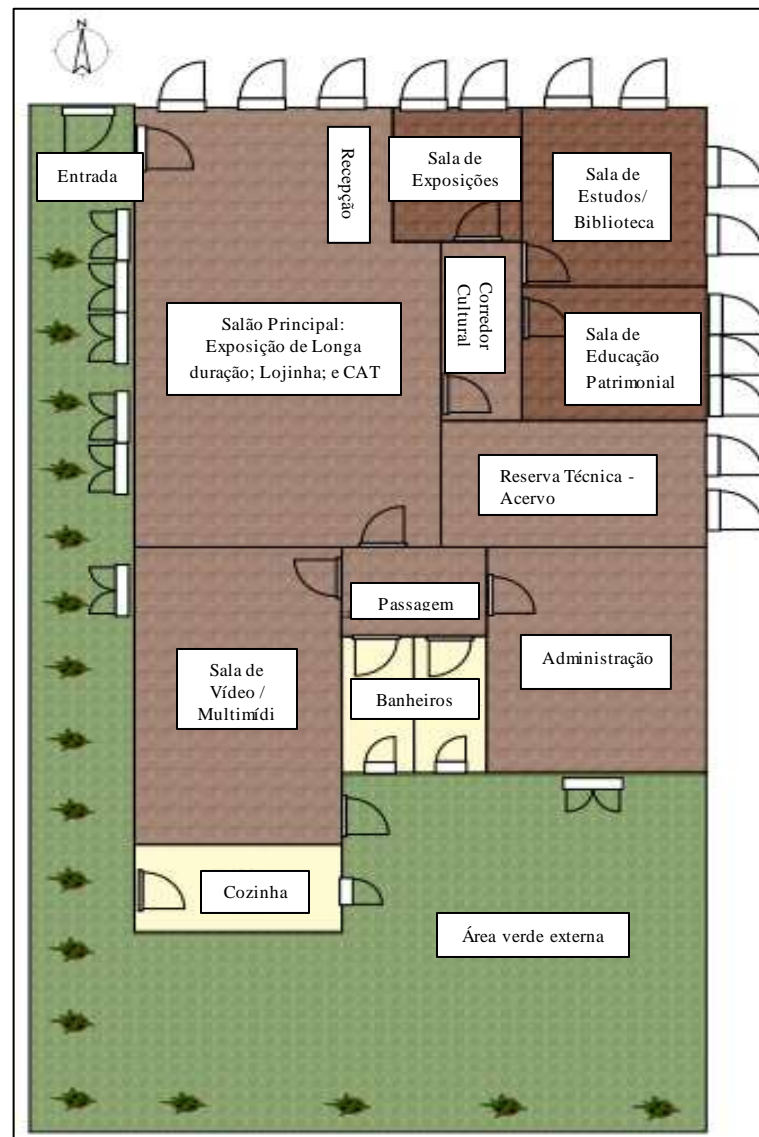 Entrada
Recepção
Sala de
Exposições
Sala de
Estudos/
Biblioteca
Salão Principal:
Exposição de Longa
duração; Lojinha; e CAT
Corredor
Cultural
Sala de
Educação
Patrimonial
Reserva Técnica -
Acervo
Passagem
Sala de
Vídeo /
Multimídi
Banheiros
Administração
Cozinha
Área verde externa